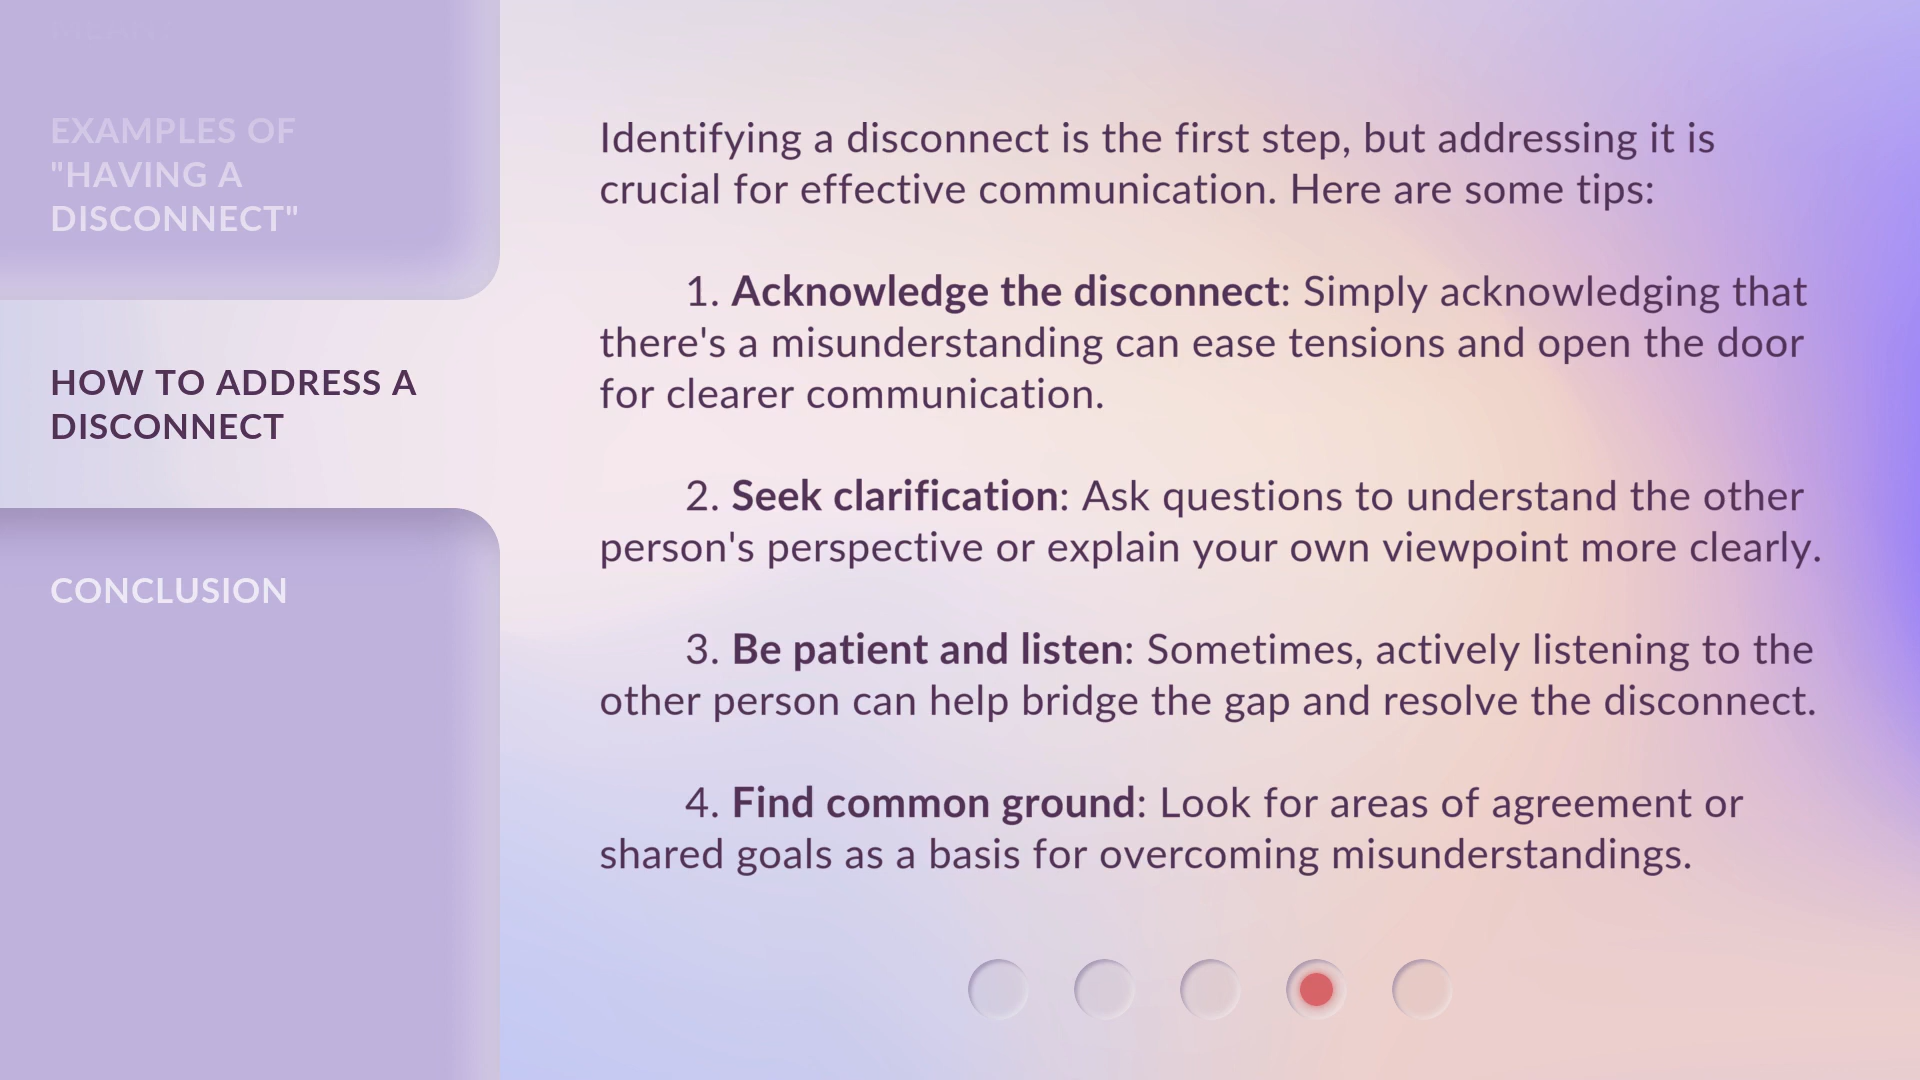 EXAMPLES OF
"HAVING A
DISCONNECT"
HOW TO ADDRESS A
DISCONNECT
CONCLUSION
Identifying a disconnect is the first step, but addressing it is
crucial for effective communication. Here are some tips:
1. Acknowledge the disconnect: Simply acknowledging that
there's a misunderstanding can ease tensions and open the door
for clearer communication.
2. Seek clarification: Ask questions to understand the other
person's perspective or explain your own viewpoint more clearly.
3. Be patient and listen: Sometimes, actively listening to the
other person can help bridge the gap and resolve the disconnect.
4. Find common ground: Look for areas of agreement or
shared goals as a basis for overcoming misunderstandings.